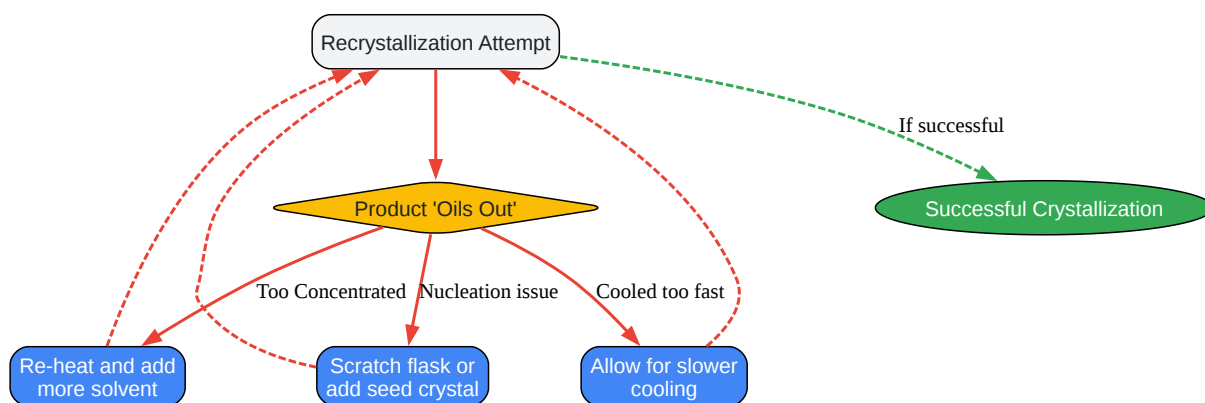 Recrystallization Attempt
If successful
Product 'Oils Out'
Successful Crystallization
Too Concentrated
Nucleation issue
Cooled too fast
Re-heat and add
more solvent
Scratch flask or
add seed crystal
Allow for slower
cooling